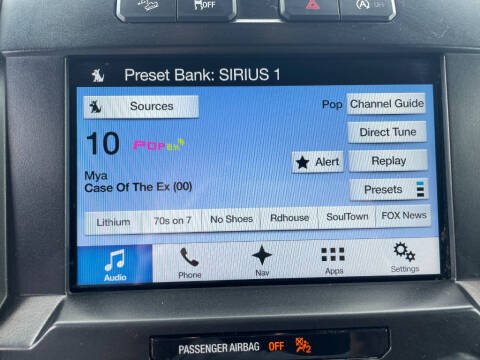 OFF
OFF
Preset Bank: SIRIUS 1
Sources
Pop
Channel Guide
10
Direct Tune
Alert
Replay
Mya
Case Of The Ex (00)
Presets
Lithium
70s on 7
No Shoes
Rdhouse
SoulTown
FOX News
Audio
Phone
Nav
Apps
Settings
PASSENGER AIRBAG OFF